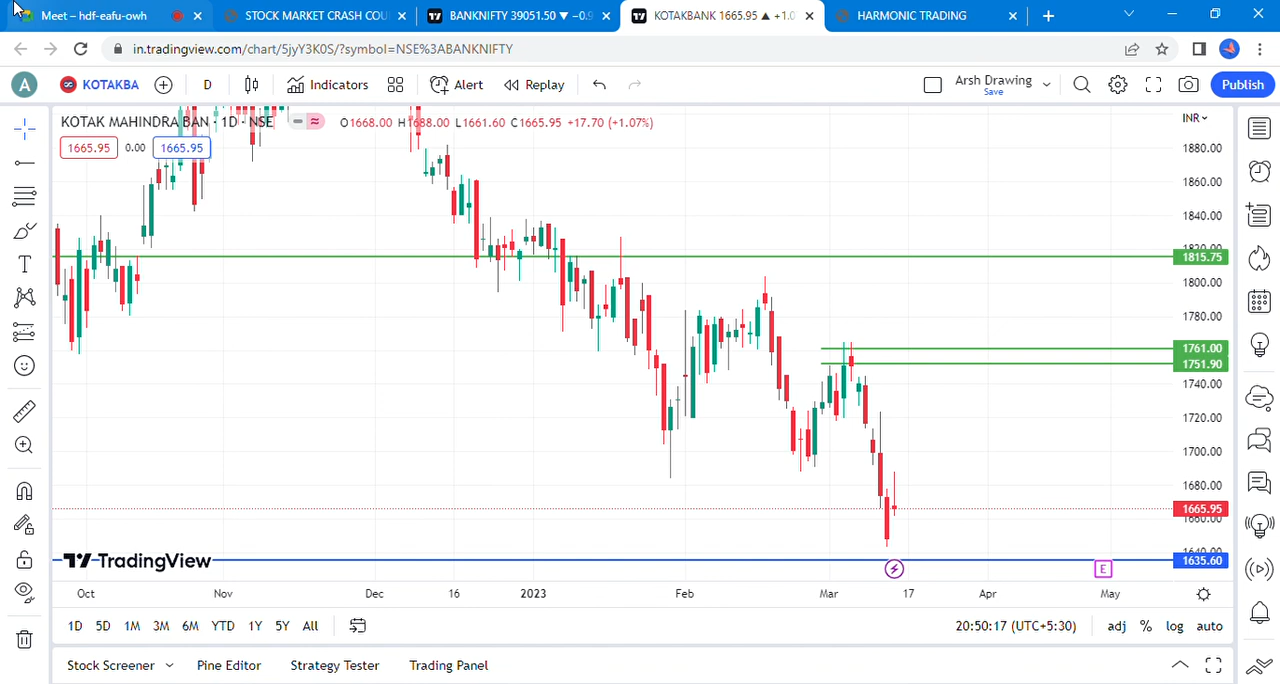 Meet – hdf-eafu-owh
STOCK MARKET CRASH COU
BANKNIFTY 39051.50 ▼ −0.9
KOTAKBANK 1665.95 ▲ +1.0
HARMONIC TRADING
in.tradingview.com/chart/5jyY3K0S/?symbol=NSE%3ABANKNIFTY
A
KOTAKBA
D
Indicators
Alert
Replay
Arsh Drawing
Save
Publish
KOTAK MAHINDRA BAN · 1D · NSE
O1668.00 H1688.00 L1661.60 C1665.95 +17.70 (+1.07%)
INR
1665.95 0.00 1665.95
1880.00
1860.00
1840.00
1820.00
1815.75
1800.00
1780.00
1761.00
1751.90
1740.00
1720.00
1700.00
1680.00
1665.95
1660.00
1640.00
1635.60
TradingView
E
Oct Nov Dec 16 2023 Feb Mar 17 Apr May
1D 5D 1M 3M 6M YTD 1Y 5Y All
20:50:17 (UTC+5:30)
adj % log auto
Stock Screener Pine Editor Strategy Tester Trading Panel